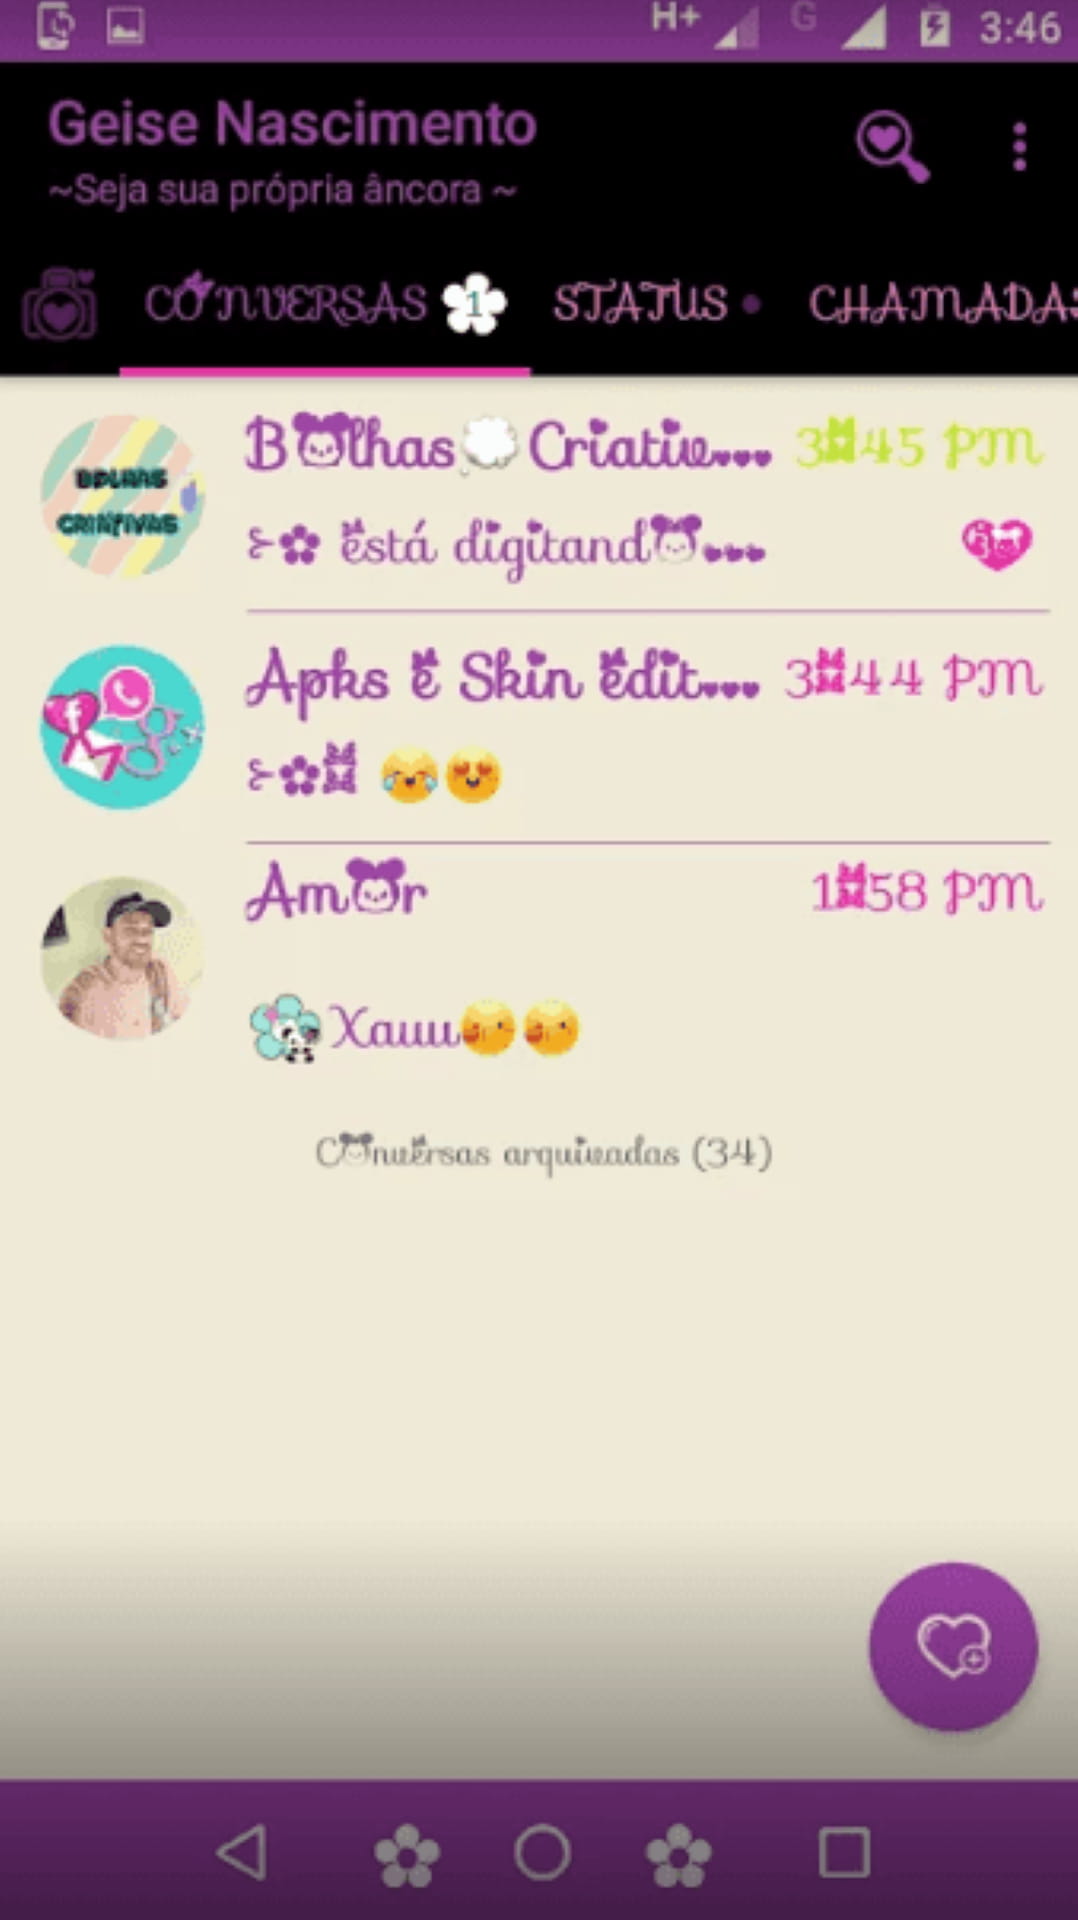 H+ G 3:46
Geise Nascimento
~Seja sua própria âncora ~
CONVERSAS 1 STATUS • CHAMADAS
BOLHAS
CRIATIVAS
Bolhas💭Criativ... 3:45 PM
~✿ está digitando... 3
Apks e Skin edit... 3:44 PM
~✿: 😂😍
Amor 1:58 PM
Xauu😘😘
Conversas arquivadas (34)